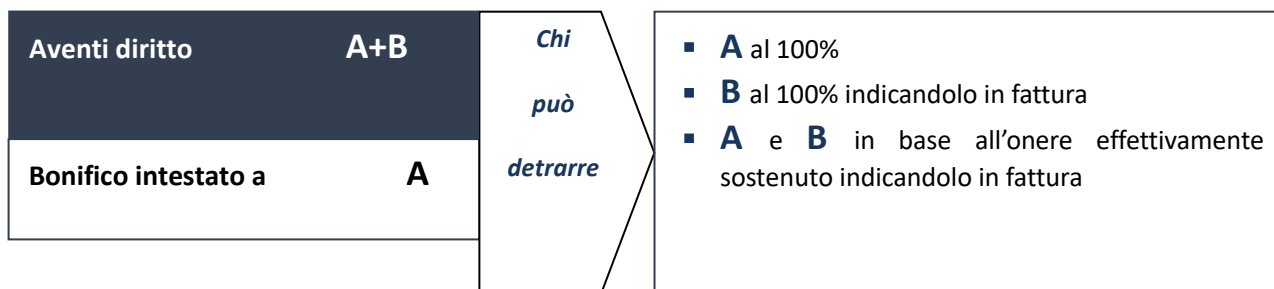 Aventi diritto A+B
Bonifico intestato a A
Chi
può
detrarre
▪ A al 100%
▪ B al 100% indicandolo in fattura
▪ A e B in base all’onere effettivamente
sostenuto indicandolo in fattura